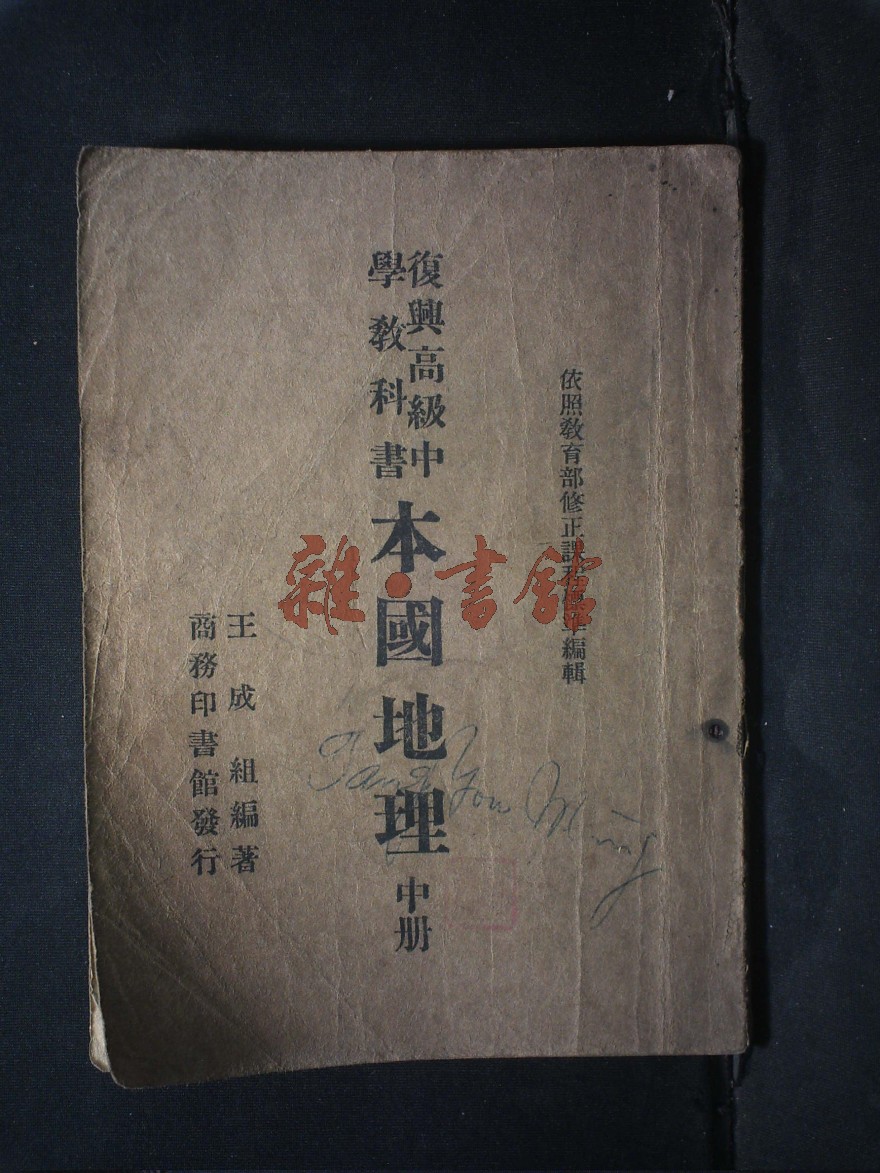 依照教育部修正課程標準編輯
復興高級中
學教科書
本國地理
中册
王成組編著
商務印書館發行
雜·書館
Tang You M